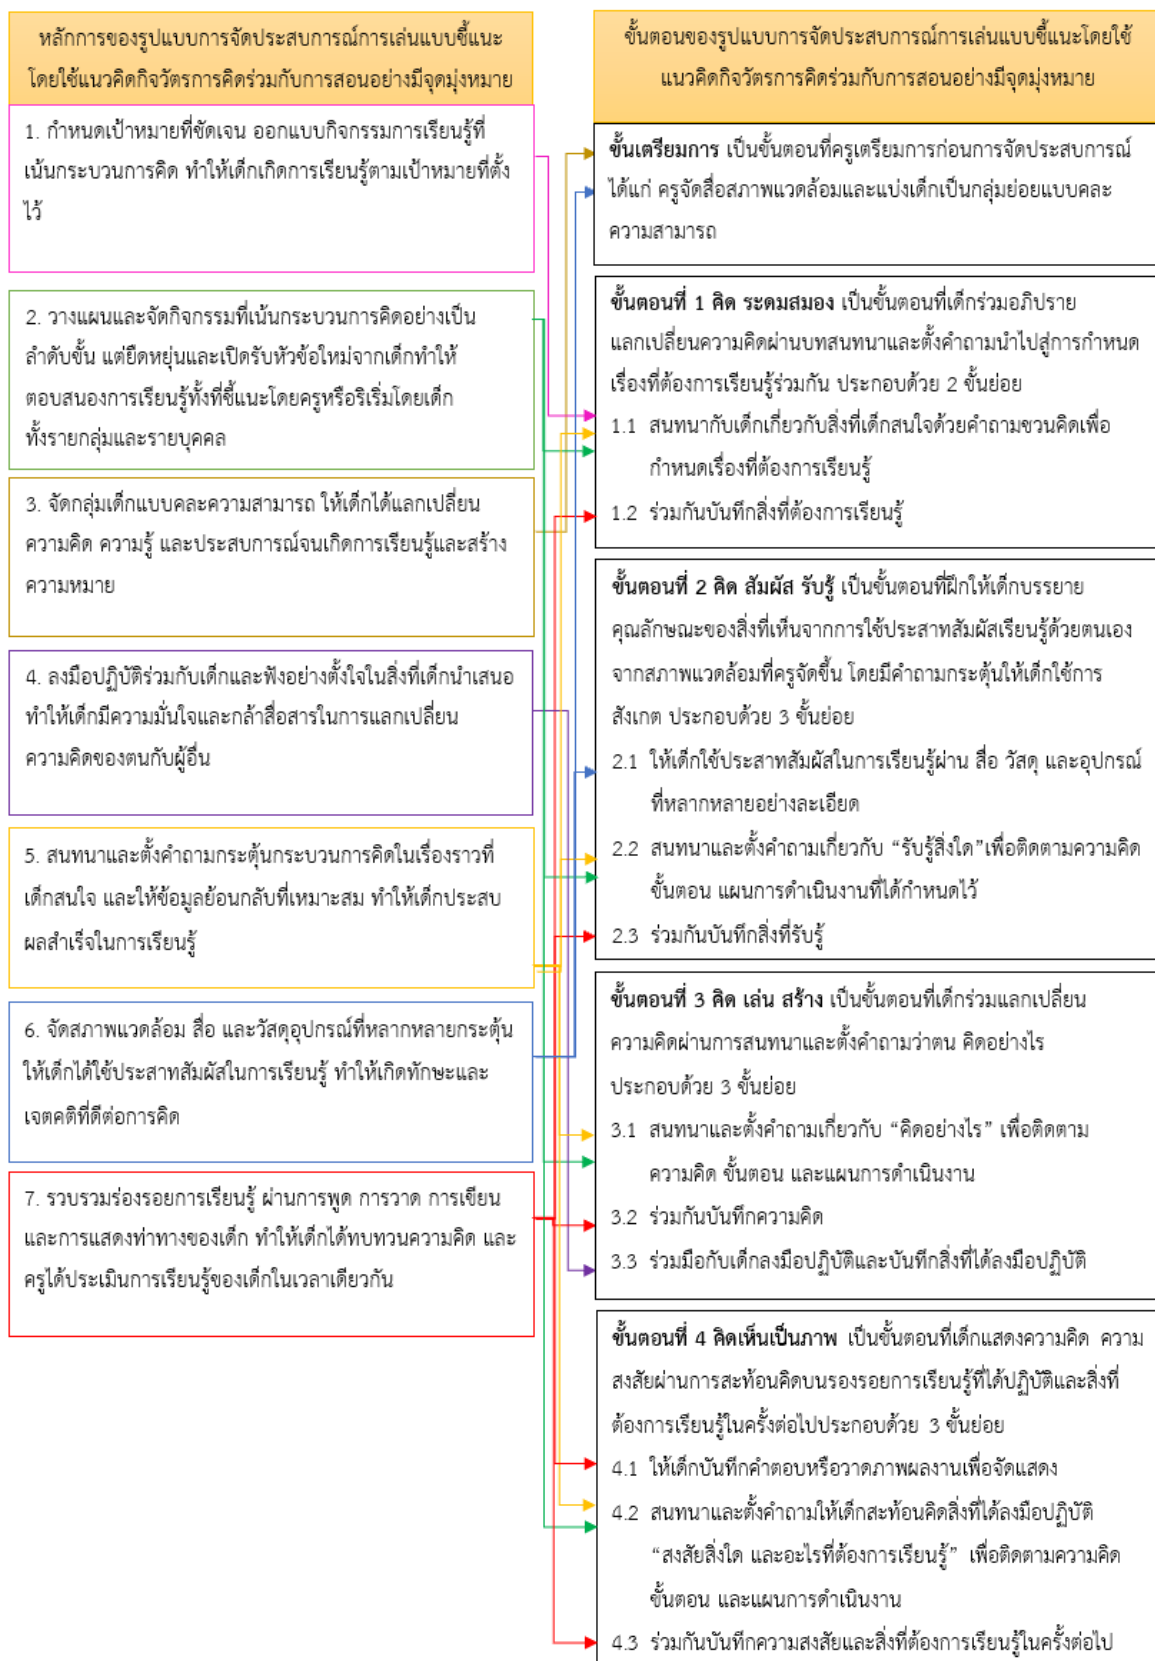 หลักการของรูปแบบการจัดประสบการณ์การเล่นแบบชี้แนะ
โดยใช้แนวคิดกิจวัตรการคิดร่วมกับการสอนอย่างมีจุดมุ่งหมาย
1. กำหนดเป้าหมายที่ชัดเจน ออกแบบกิจกรรมการเรียนรู้ที่
เน้นกระบวนการคิด ทำให้เด็กเกิดการเรียนรู้ตามเป้าหมายที่ตั้ง
ไว้
2. วางแผนและจัดกิจกรรมที่เน้นกระบวนการคิดอย่างเป็น
ลำดับขั้น แต่ยืดหยุ่นและเปิดรับหัวข้อใหม่จากเด็กทำให้
ตอบสนองการเรียนรู้ทั้งที่ชี้แนะโดยครูหรือริเริ่มโดยเด็ก
ทั้งรายกลุ่มและรายบุคคล
3. จัดกลุ่มเด็กแบบคละความสามารถ ให้เด็กได้แลกเปลี่ยน
ความคิด ความรู้ และประสบการณ์จนเกิดการเรียนรู้และสร้าง
ความหมาย
4. ลงมือปฏิบัติร่วมกับเด็กและฟังอย่างตั้งใจในสิ่งที่เด็กนำเสนอ
ทำให้เด็กมีความมั่นใจและกล้าสื่อสารในการแลกเปลี่ยน
ความคิดของตนกับผู้อื่น
5. สนทนาและตั้งคำถามกระตุ้นกระบวนการคิดในเรื่องราวที่
เด็กสนใจ และให้ข้อมูลย้อนกลับที่เหมาะสม ทำให้เด็กประสบ
ผลสำเร็จในการเรียนรู้
6. จัดสภาพแวดล้อม สื่อ และวัสดุอุปกรณ์ที่หลากหลายกระตุ้น
ให้เด็กได้ใช้ประสาทสัมผัสในการเรียนรู้ ทำให้เกิดทักษะและ
เจตคติที่ดีต่อการคิด
7. รวบรวมร่องรอยการเรียนรู้ ผ่านการพูด การวาด การเขียน
และการแสดงท่าทางของเด็ก ทำให้เด็กได้ทบทวนความคิด และ
ครูได้ประเมินการเรียนรู้ของเด็กในเวลาเดียวกัน
ขั้นตอนของรูปแบบการจัดประสบการณ์การเล่นแบบชี้แนะโดยใช้
แนวคิดกิจวัตรการคิดร่วมกับการสอนอย่างมีจุดมุ่งหมาย
ขั้นเตรียมการ เป็นขั้นตอนที่ครูเตรียมการก่อนการจัดประสบการณ์
ได้แก่ ครูจัดสื่อสภาพแวดล้อมและแบ่งเด็กเป็นกลุ่มย่อยแบบคละ
ความสามารถ
ขั้นตอนที่ 1 คิด ระดมสมอง เป็นขั้นตอนที่เด็กร่วมอภิปราย
แลกเปลี่ยนความคิดผ่านบทสนทนาและตั้งคำถามนำไปสู่การกำหนด
เรื่องที่ต้องการเรียนรู้ร่วมกัน ประกอบด้วย 2 ขั้นย่อย
1.1 สนทนากับเด็กเกี่ยวกับสิ่งที่เด็กสนใจด้วยคำถามชวนคิดเพื่อ
กำหนดเรื่องที่ต้องการเรียนรู้
1.2 ร่วมกันบันทึกสิ่งที่ต้องการเรียนรู้
ขั้นตอนที่ 2 คิด สัมผัส รับรู้ เป็นขั้นตอนที่ฝึกให้เด็กบรรยาย
คุณลักษณะของสิ่งที่เห็นจากการใช้ประสาทสัมผัสเรียนรู้ด้วยตนเอง
จากสภาพแวดล้อมที่ครูจัดขึ้น โดยมีคำถามกระตุ้นให้เด็กใช้การ
สังเกต ประกอบด้วย 3 ขั้นย่อย
2.1 ให้เด็กใช้ประสาทสัมผัสในการเรียนรู้ผ่าน สื่อ วัสดุ และอุปกรณ์
ที่หลากหลายอย่างละเอียด
2.2 สนทนาและตั้งคำถามเกี่ยวกับ “รับรู้สิ่งใด”เพื่อติดตามความคิด
ขั้นตอน แผนการดำเนินงานที่ได้กำหนดไว้
2.3 ร่วมกันบันทึกสิ่งที่รับรู้
ขั้นตอนที่ 3 คิด เล่น สร้าง เป็นขั้นตอนที่เด็กร่วมแลกเปลี่ยน
ความคิดผ่านการสนทนาและตั้งคำถามว่าตน คิดอย่างไร
ประกอบด้วย 3 ขั้นย่อย
3.1 สนทนาและตั้งคำถามเกี่ยวกับ “คิดอย่างไร” เพื่อติดตาม
ความคิด ขั้นตอน และแผนการดำเนินงาน
3.2 ร่วมกันบันทึกความคิด
3.3 ร่วมมือกับเด็กลงมือปฏิบัติและบันทึกสิ่งที่ได้ลงมือปฏิบัติ
ขั้นตอนที่ 4 คิดเห็นเป็นภาพ เป็นขั้นตอนที่เด็กแสดงความคิด ความ
สงสัยผ่านการสะท้อนคิดบนรองรอยการเรียนรู้ที่ได้ปฏิบัติและสิ่งที่
ต้องการเรียนรู้ในครั้งต่อไปประกอบด้วย 3 ขั้นย่อย
4.1 ให้เด็กบันทึกคำตอบหรือวาดภาพผลงานเพื่อจัดแสดง
4.2 สนทนาและตั้งคำถามให้เด็กสะท้อนคิดสิ่งที่ได้ลงมือปฏิบัติ
“สงสัยสิ่งใด และอะไรที่ต้องการเรียนรู้” เพื่อติดตามความคิด
ขั้นตอน และแผนการดำเนินงาน
4.3 ร่วมกันบันทึกความสงสัยและสิ่งที่ต้องการเรียนรู้ในครั้งต่อไป